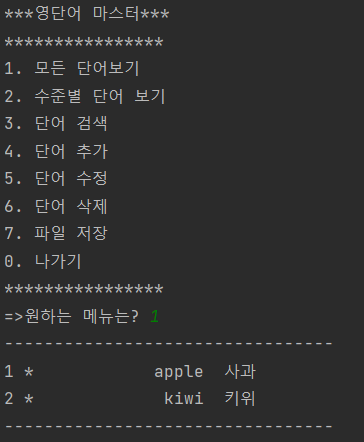 ***영단어 마스터***
****************
1. 모든 단어보기
2. 수준별 단어 보기
3. 단어 검색
4. 단어 추가
5. 단어 수정
6. 단어 삭제
7. 파일 저장
0. 나가기
****************
=>원하는 메뉴는? 1
--------------------------------
1 *            apple  사과
2 *             kiwi  키위
--------------------------------